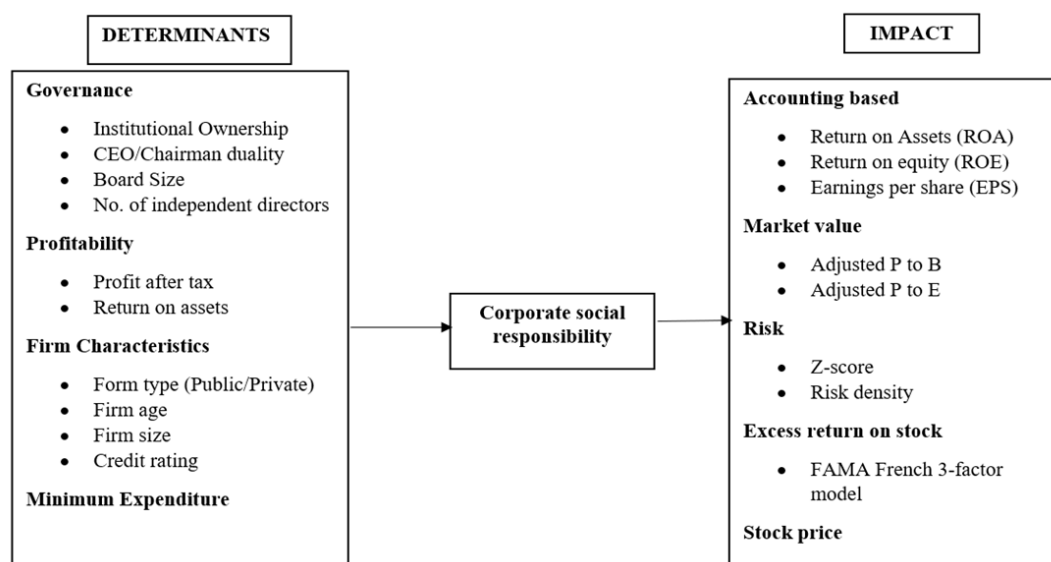 DETERMINANTS
Governance
• Institutional Ownership
• CEO/Chairman duality
• Board Size
• No. of independent directors
Profitability
• Profit after tax
• Return on assets
Firm Characteristics
• Form type (Public/Private)
• Firm age
• Firm size
• Credit rating
Minimum Expenditure
Corporate social
responsibility
IMPACT
Accounting based
• Return on Assets (ROA)
• Return on equity (ROE)
• Earnings per share (EPS)
Market value
• Adjusted P to B
• Adjusted P to E
Risk
• Z-score
• Risk density
Excess return on stock
• FAMA French 3-factor
model
Stock price